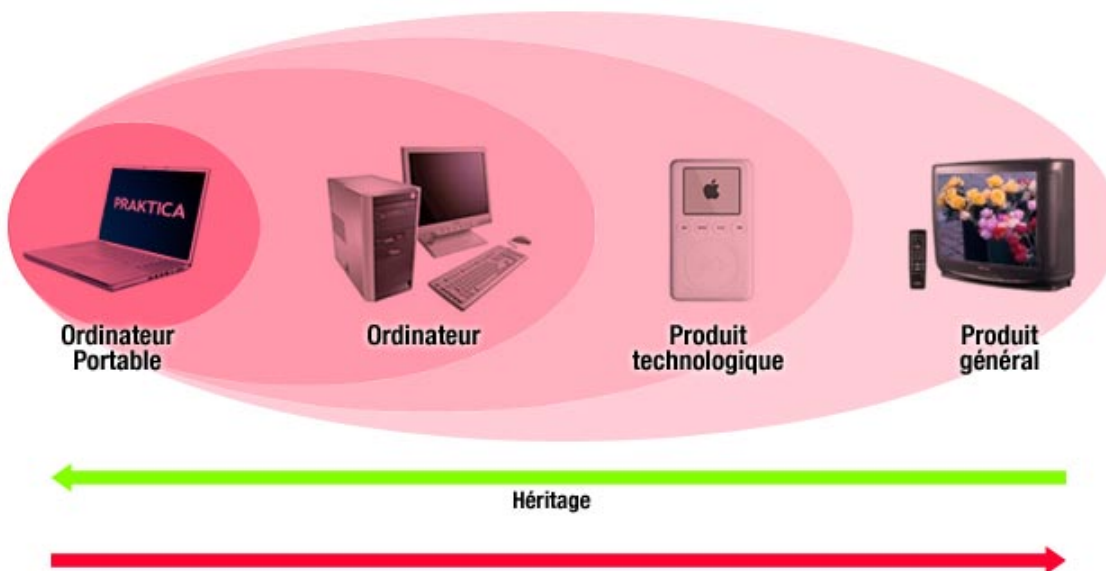 PRAKTICA
Ordinateur
Portable
Ordinateur
Produit
technologique
Produit
général
Héritage